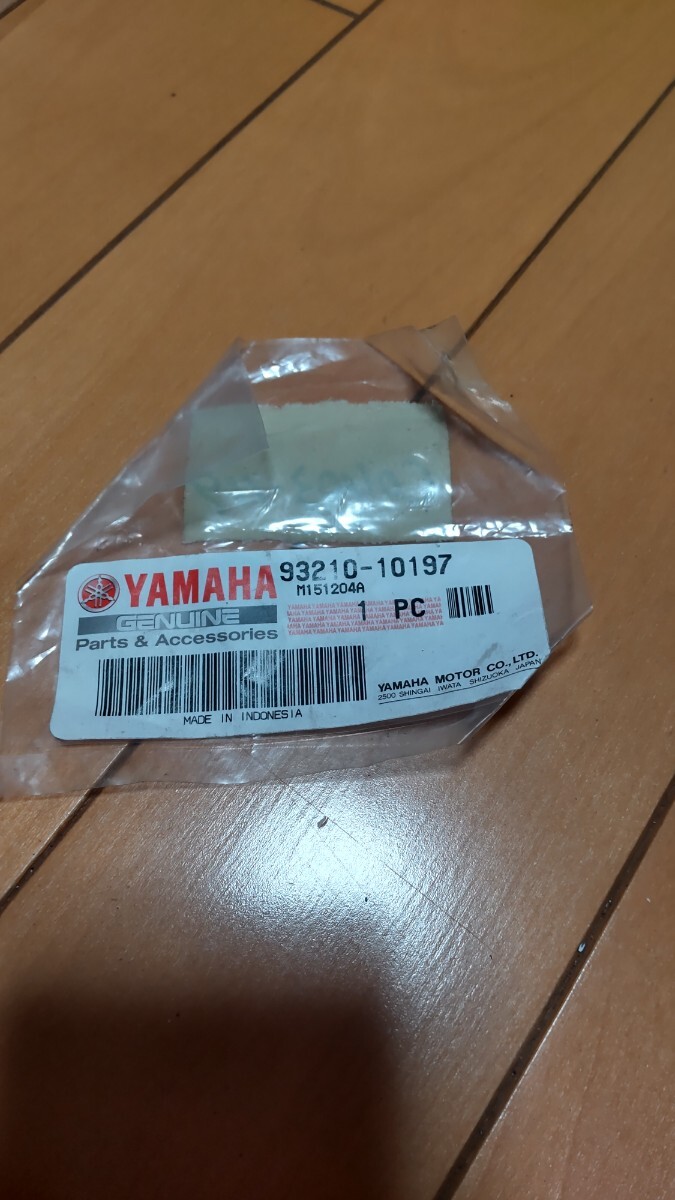 YAMAHA
GENUINE
Parts & Accessories
93210-10197
M151204A
1 PC
MADE IN INDONESIA
YAMAHA MOTOR CO., LTD.
2500 SHINGAI IWATA SHIZUOKA JAPAN